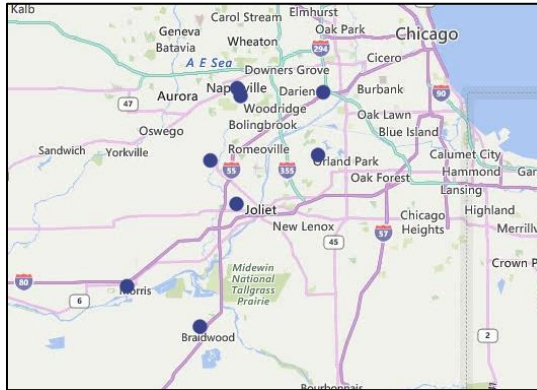 Kalb
Carol Stream
Elmhurst
Oak Park
Chicago
Geneva
Batavia
Wheaton
294
Cicero
A E Sea
Downers Grove
90
47
Aurora
Naperville
Darien
Burbank
Woodridge
Oak Lawn
Oswego
Bolingbrook
Blue Island
Sandwich
Yorkville
Romeoville
Orland Park
Calumet City
55
355
Oak Forest
Hammond
Gar
Lansing
Joliet
Highland
New Lenox
Chicago
Heights
Merrillv
45
57
80
Midewin
National
Tallgrass
Prairie
Crown P
6
Morris
2
Braidwood
Bourbonnais